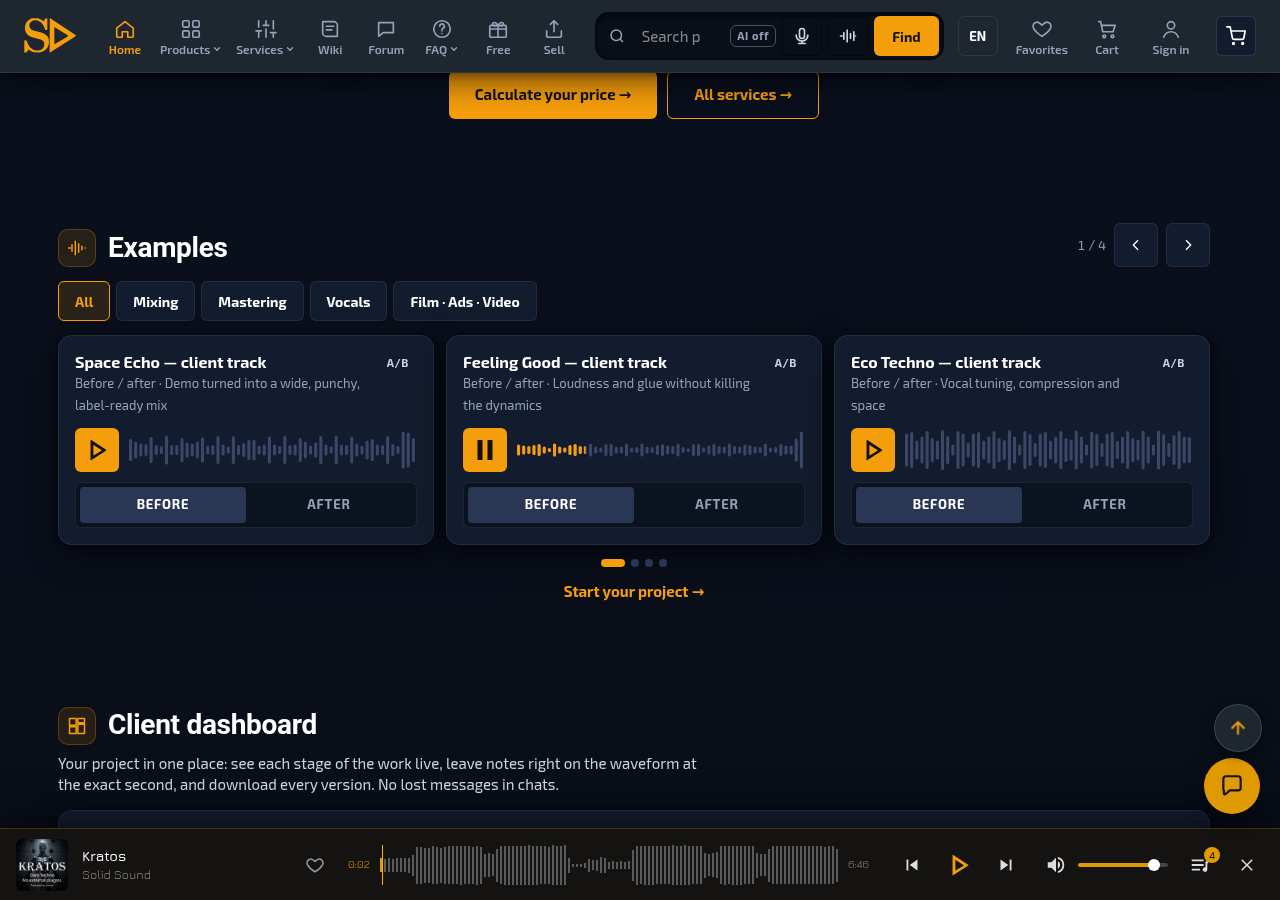 SD
Home
Products
Services
Wiki
Forum
FAQ
Free
Sell
Search p
AI off
Find
EN
Favorites
Cart
Sign in
Calculate your price →
All services →
Examples
1 / 4
All
Mixing
Mastering
Vocals
Film · Ads · Video
Space Echo — client track
A/B
Before / after · Demo turned into a wide, punchy,
label-ready mix
BEFORE
AFTER
Feeling Good — client track
A/B
Before / after · Loudness and glue without killing
the dynamics
BEFORE
AFTER
Eco Techno — client track
A/B
Before / after · Vocal tuning, compression and
space
BEFORE
AFTER
Start your project →
Client dashboard
Your project in one place: see each stage of the work live, leave notes right on the waveform at
the exact second, and download every version. No lost messages in chats.
KRATOS
Kratos
Solid Sound
0:02
6:46
4